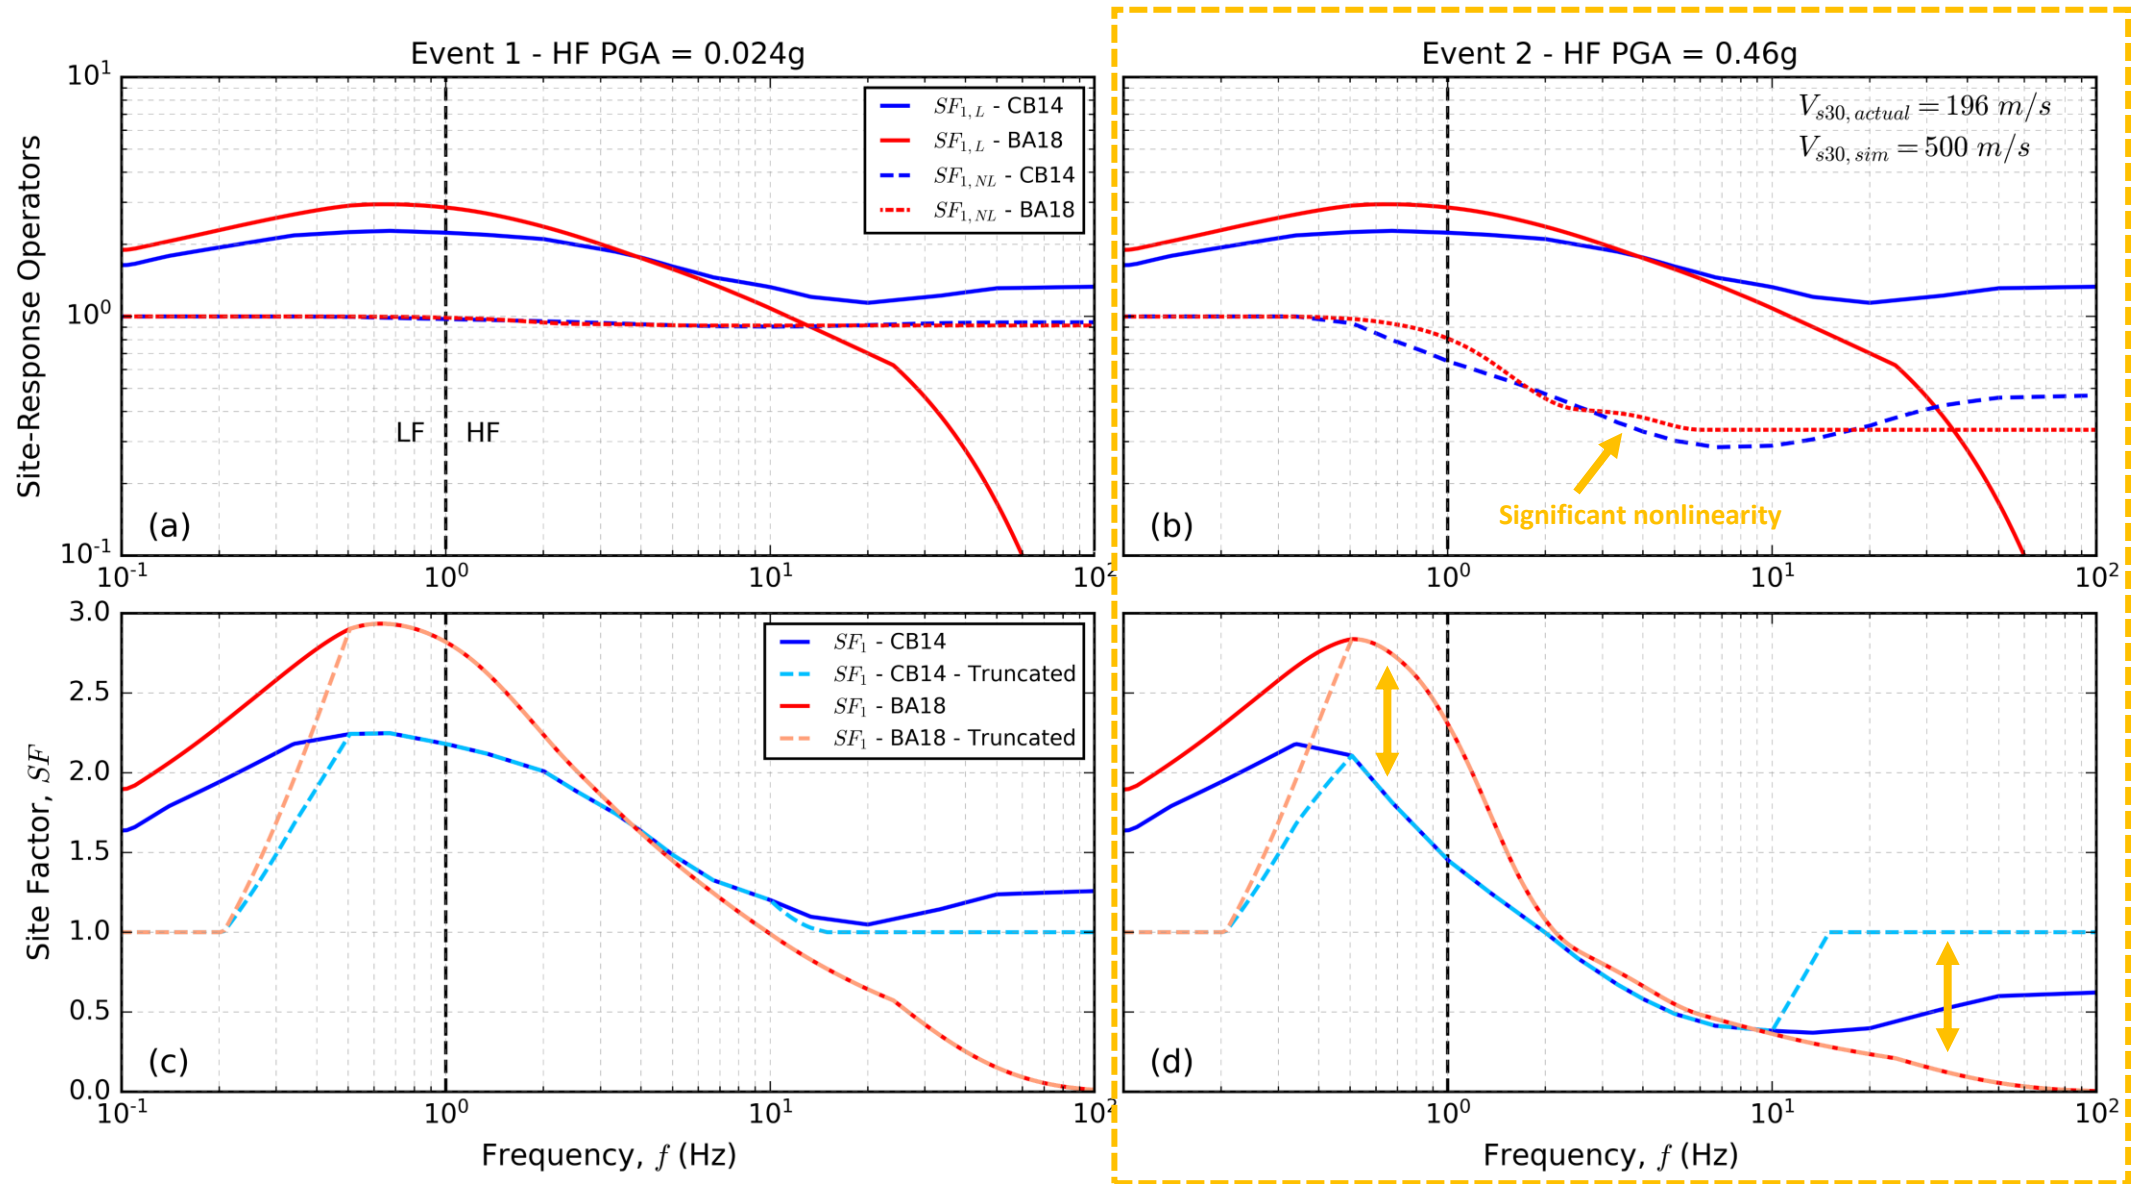 Event 1 - HF PGA = 0.024g
Event 2 - HF PGA = 0.46g
Site-Response Operators
10¹
10⁰
10⁻¹
SF₁,L - CB14
SF₁,L - BA18
SF₁,NL - CB14
SF₁,NL - BA18
LF HF
(a)
10⁻¹ 10⁰ 10¹ 10²
Vs30,actual = 196 m/s
Vs30,sim = 500 m/s
Significant nonlinearity
(b)
10⁰ 10¹ 10²
Site Factor, SF
3.0
2.5
2.0
1.5
1.0
0.5
0.0
SF₁ - CB14
SF₁ - CB14 - Truncated
SF₁ - BA18
SF₁ - BA18 - Truncated
(c)
10⁻¹ 10⁰ 10¹ 10²
Frequency, f (Hz)
(d)
10⁰ 10¹ 10²
Frequency, f (Hz)